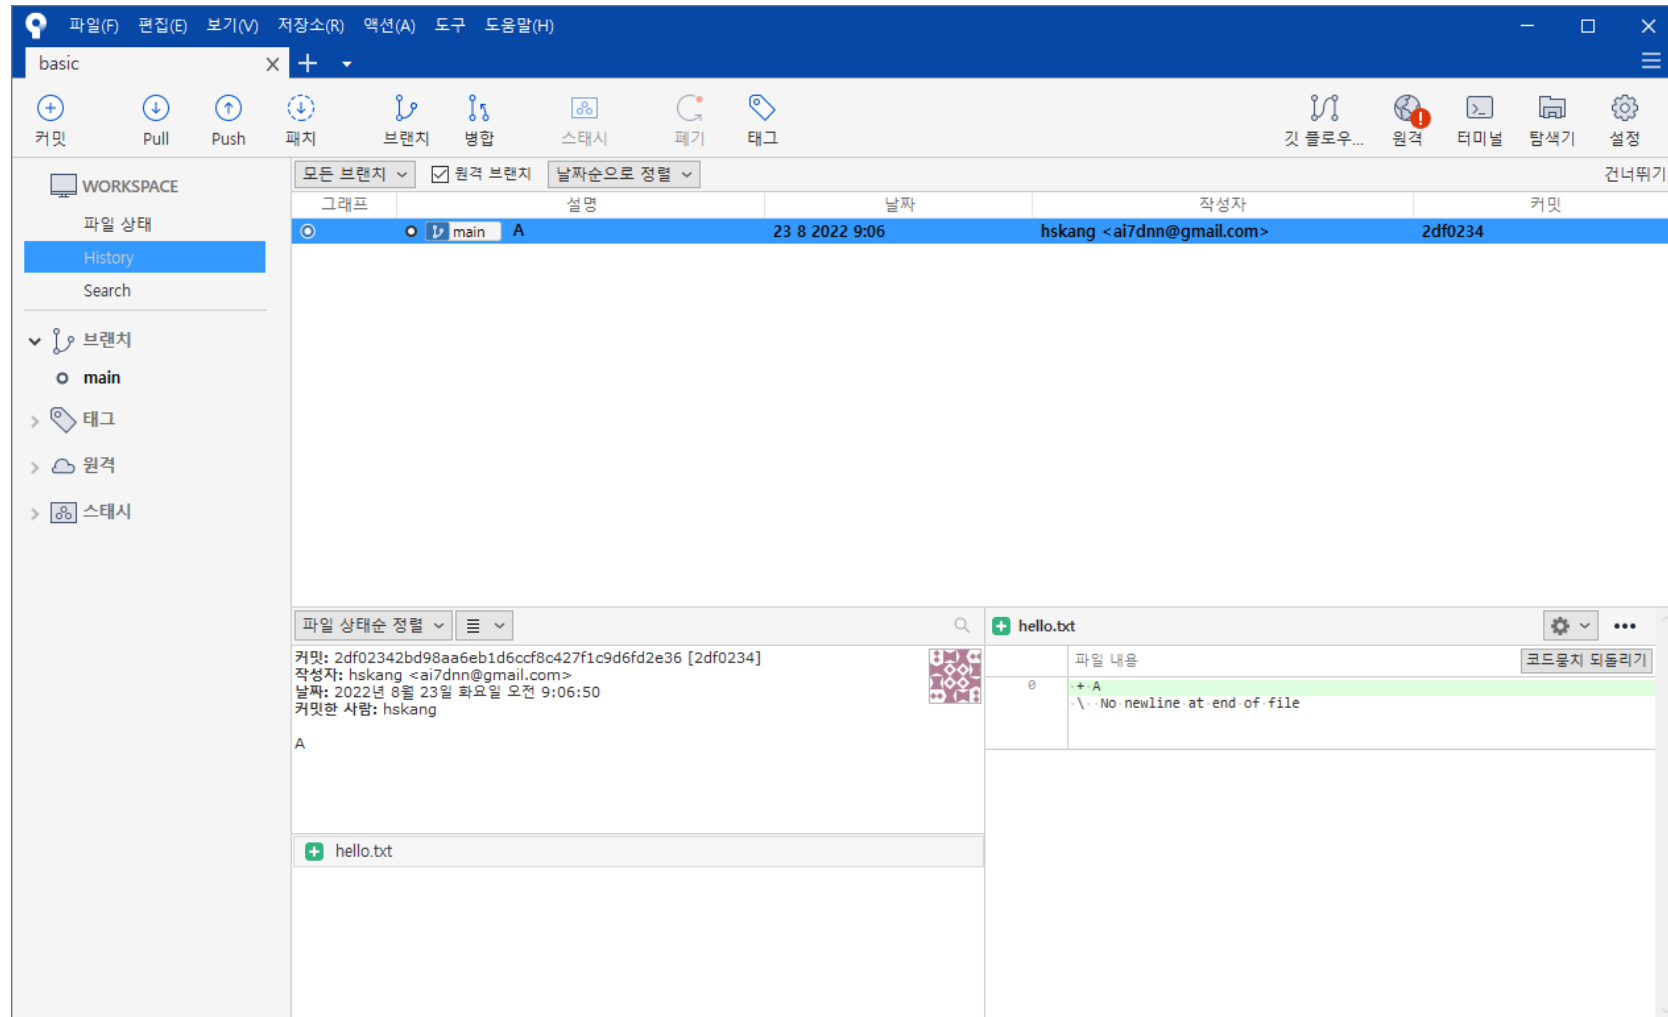 파일(F) 편집(E) 보기(V) 저장소(R) 액션(A) 도구 도움말(H)
basic
커밋 Pull Push 패치 브랜치 병합 스태시 폐기 태그 깃 플로우... 원격 터미널 탐색기 설정
WORKSPACE
파일 상태
History
Search
브랜치
main
태그
원격
스태시
모든 브랜치 원격 브랜치 날짜순으로 정렬 건너뛰기
그래프 설명 날짜 작성자 커밋
main A 23 8 2022 9:06 hskang <ai7dnn@gmail.com> 2df0234
파일 상태순 정렬
커밋: 2df02342bd98aa6eb1d6ccf8c427f1c9d6fd2e36 [2df0234]
작성자: hskang <ai7dnn@gmail.com>
날짜: 2022년 8월 23일 화요일 오전 9:06:50
커밋한 사람: hskang
A
hello.txt
hello.txt
파일 내용 코드뭉치 되돌리기
0 + A
\ No newline at end of file